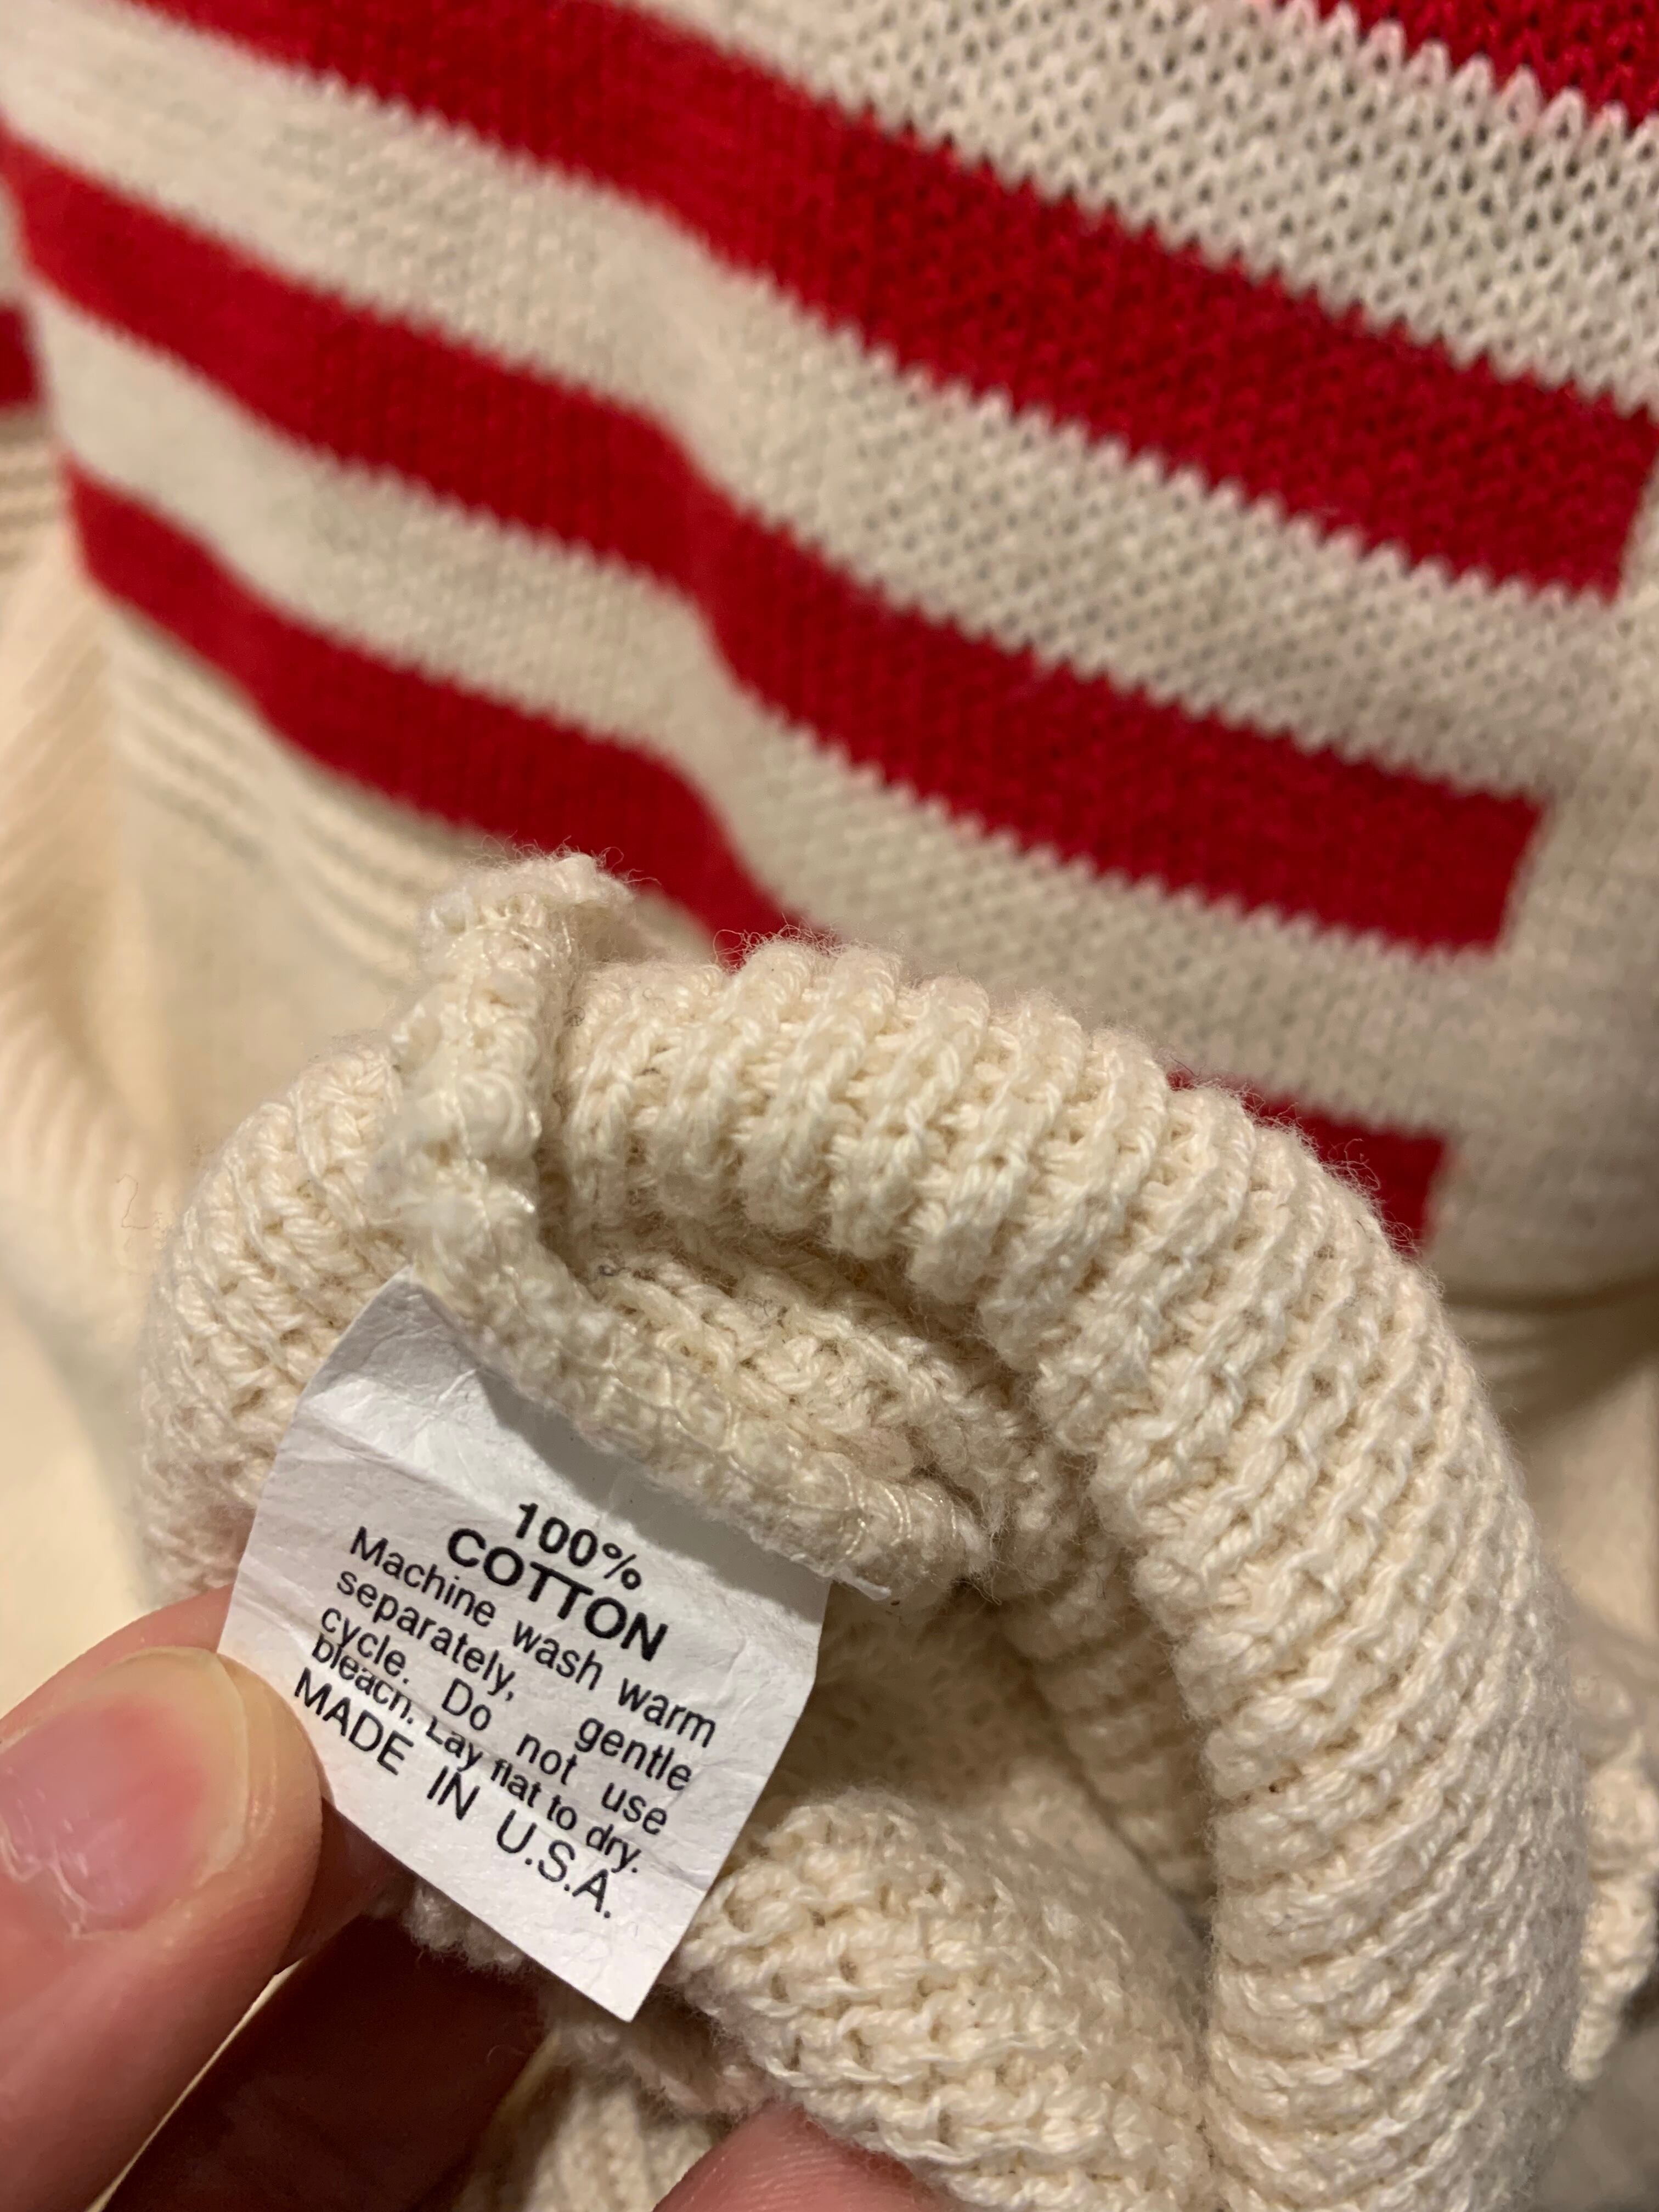 100%
COTTON
Machine wash warm
separately, gentle
cycle. Do not use
bleach. Lay flat to dry.
MADE IN U.S.A.